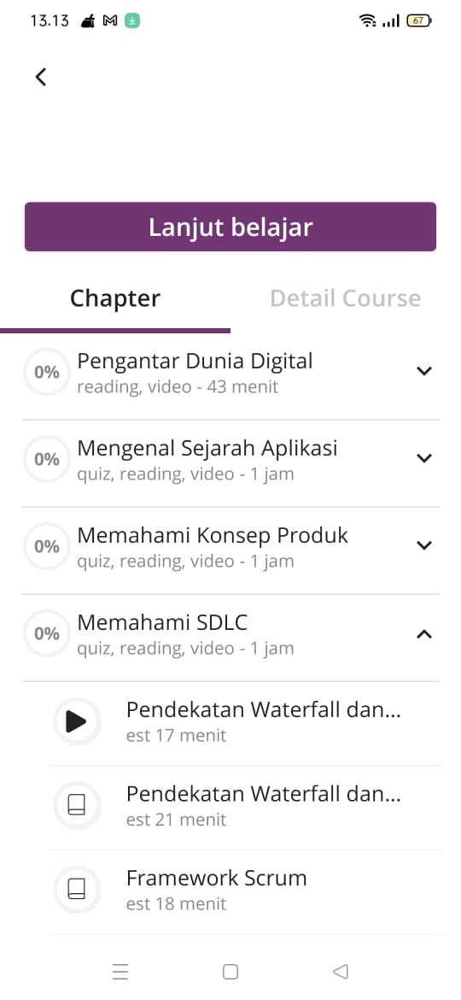 13.13
67
Lanjut belajar
Chapter
Detail Course
0%
Pengantar Dunia Digital
reading, video - 43 menit
0%
Mengenal Sejarah Aplikasi
quiz, reading, video - 1 jam
0%
Memahami Konsep Produk
quiz, reading, video - 1 jam
0%
Memahami SDLC
quiz, reading, video - 1 jam
Pendekatan Waterfall dan...
est 17 menit
Pendekatan Waterfall dan...
est 21 menit
Framework Scrum
est 18 menit